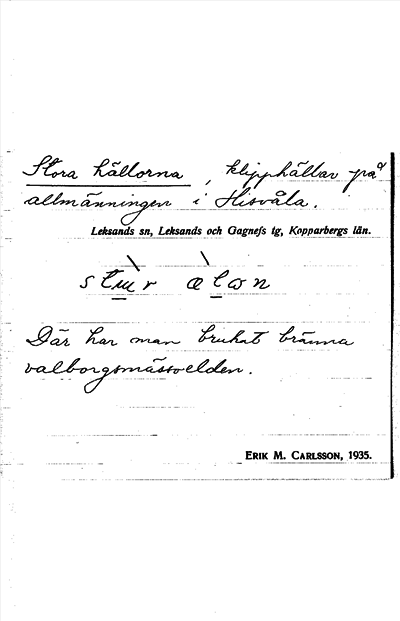 Stora hällorna, klipphällar på
allmänningen i Hisvåla.
Leksands sn, Leksands och Gagnefs tg, Kopparbergs län.
Där har man brukat bränna
valborgsmässoelden.
ERIK M. CARLSSON, 1935.